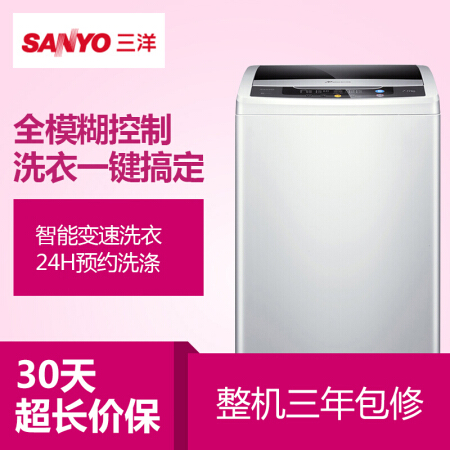 SANYO 三洋
全模糊控制
洗衣一键搞定
智能变速洗衣
24H预约洗涤
30天
超长价保
整机三年包修